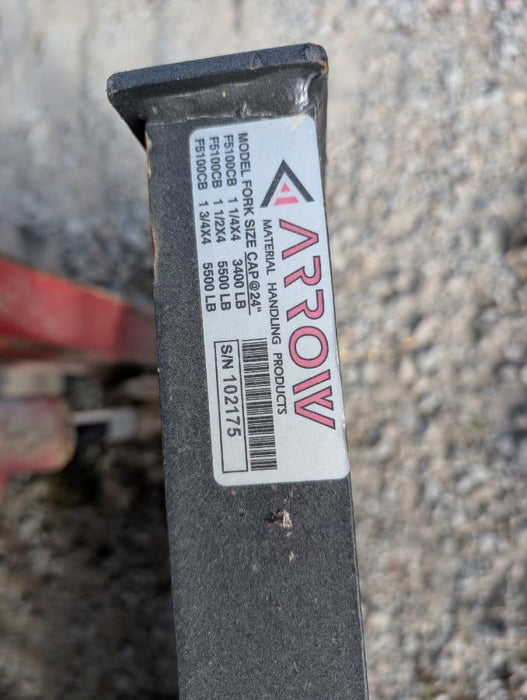 ARROW
MATERIAL HANDLING PRODUCTS
MODEL FORK SIZE CAP@24"
F5100CB 1 1/4X4 3400 LB
F5100CB 1 1/2X4 5500 LB
F5100CB 1 3/4X4 5500 LB
S/N 102175